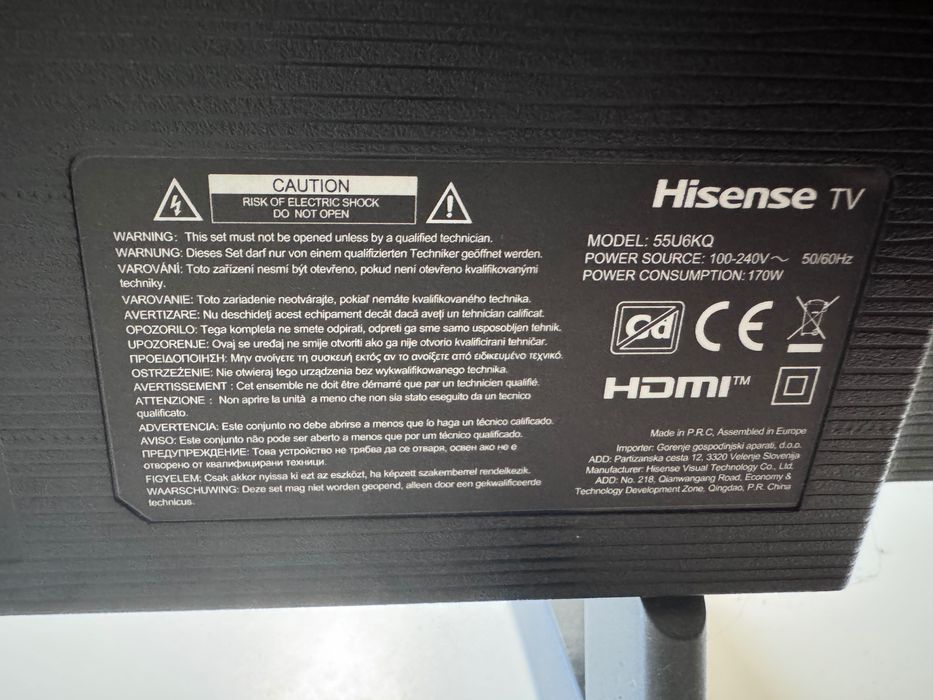 CAUTION
RISK OF ELECTRIC SHOCK
DO NOT OPEN
WARNING: This set must not be opened unless by a qualified technician.
WARNUNG: Dieses Set darf nur von einem qualifizierten Techniker geöffnet werden.
VAROVÁNÍ: Toto zařízení nesmí být otevřeno, pokud není otevřeno kvalifikovanými
techniky.
VAROVANIE: Toto zariadenie neotvárajte, pokiaľ nemáte kvalifikovaného technika.
AVERTIZARE: Nu deschideți acest echipament decât dacă aveți un tehnician calificat.
OPOZORILO: Tega kompleta ne smete odpirati, odpreti ga sme samo usposobljen tehnik.
UPOZORENJE: Ovaj se uređaj ne smije otvoriti ako ga nije otvorio kvalificirani tehničar.
ΠΡΟΕΙΔΟΠΟΙΗΣΗ: Μην ανοίγετε τη συσκευή εκτός αν το ανοίξετε από ειδικευμένο τεχνικό.
OSTRZEŻENIE: Nie otwieraj tego urządzenia bez wykwalifikowanego technika.
AVERTISSEMENT : Cet ensemble ne doit être démarré que par un technicien qualifié.
ATTENZIONE : Non aprire la unità a meno che non sia stato eseguito da un tecnico
qualificato.
ADVERTENCIA: Este conjunto no debe abrirse a menos que lo haga un técnico calificado.
AVISO: Este conjunto não pode ser aberto a menos que por um técnico qualificado.
ПРЕДУПРЕЖДЕНИЕ: Това устройство не трябва да се отваря, освен ако не е
отворено от квалифицирани техници.
FIGYELEM: Csak akkor nyissa ki ezt az eszközt, ha képzett szakemberrel rendelkezik.
WAARSCHUWING: Deze set mag niet worden geopend, alleen door een gekwalificeerde
technicus.
Hisense TV
MODEL: 55U6KQ
POWER SOURCE: 100-240V～ 50/60Hz
POWER CONSUMPTION: 170W
Cd CE
HDMI™
Made in P.R.C, Assembled in Europe
Importer: Gorenje gospodinjski aparati, d.o.o.
ADD: Partizanska cesta 12, 3320 Velenje Slovenija
Manufacturer: Hisense Visual Technology Co., Ltd.
ADD: No. 218, Qianwangang Road, Economy &
Technology Development Zone, Qingdao, P.R. China